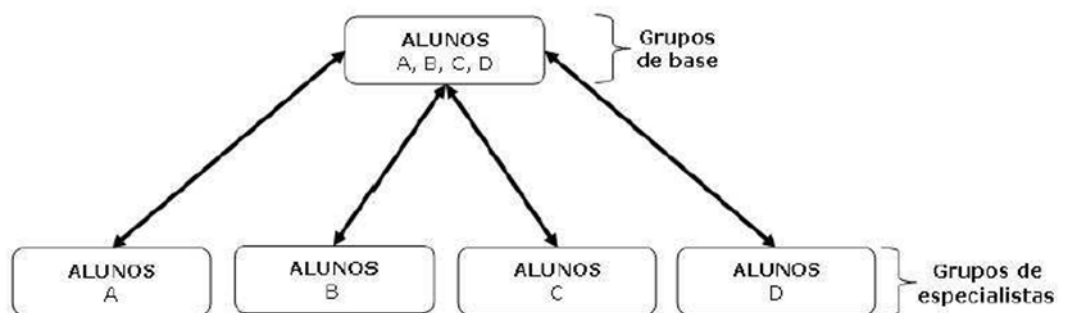 ALUNOS
A, B, C, D
Grupos
de base
ALUNOS
A
ALUNOS
B
ALUNOS
C
ALUNOS
D
Grupos de
especialistas